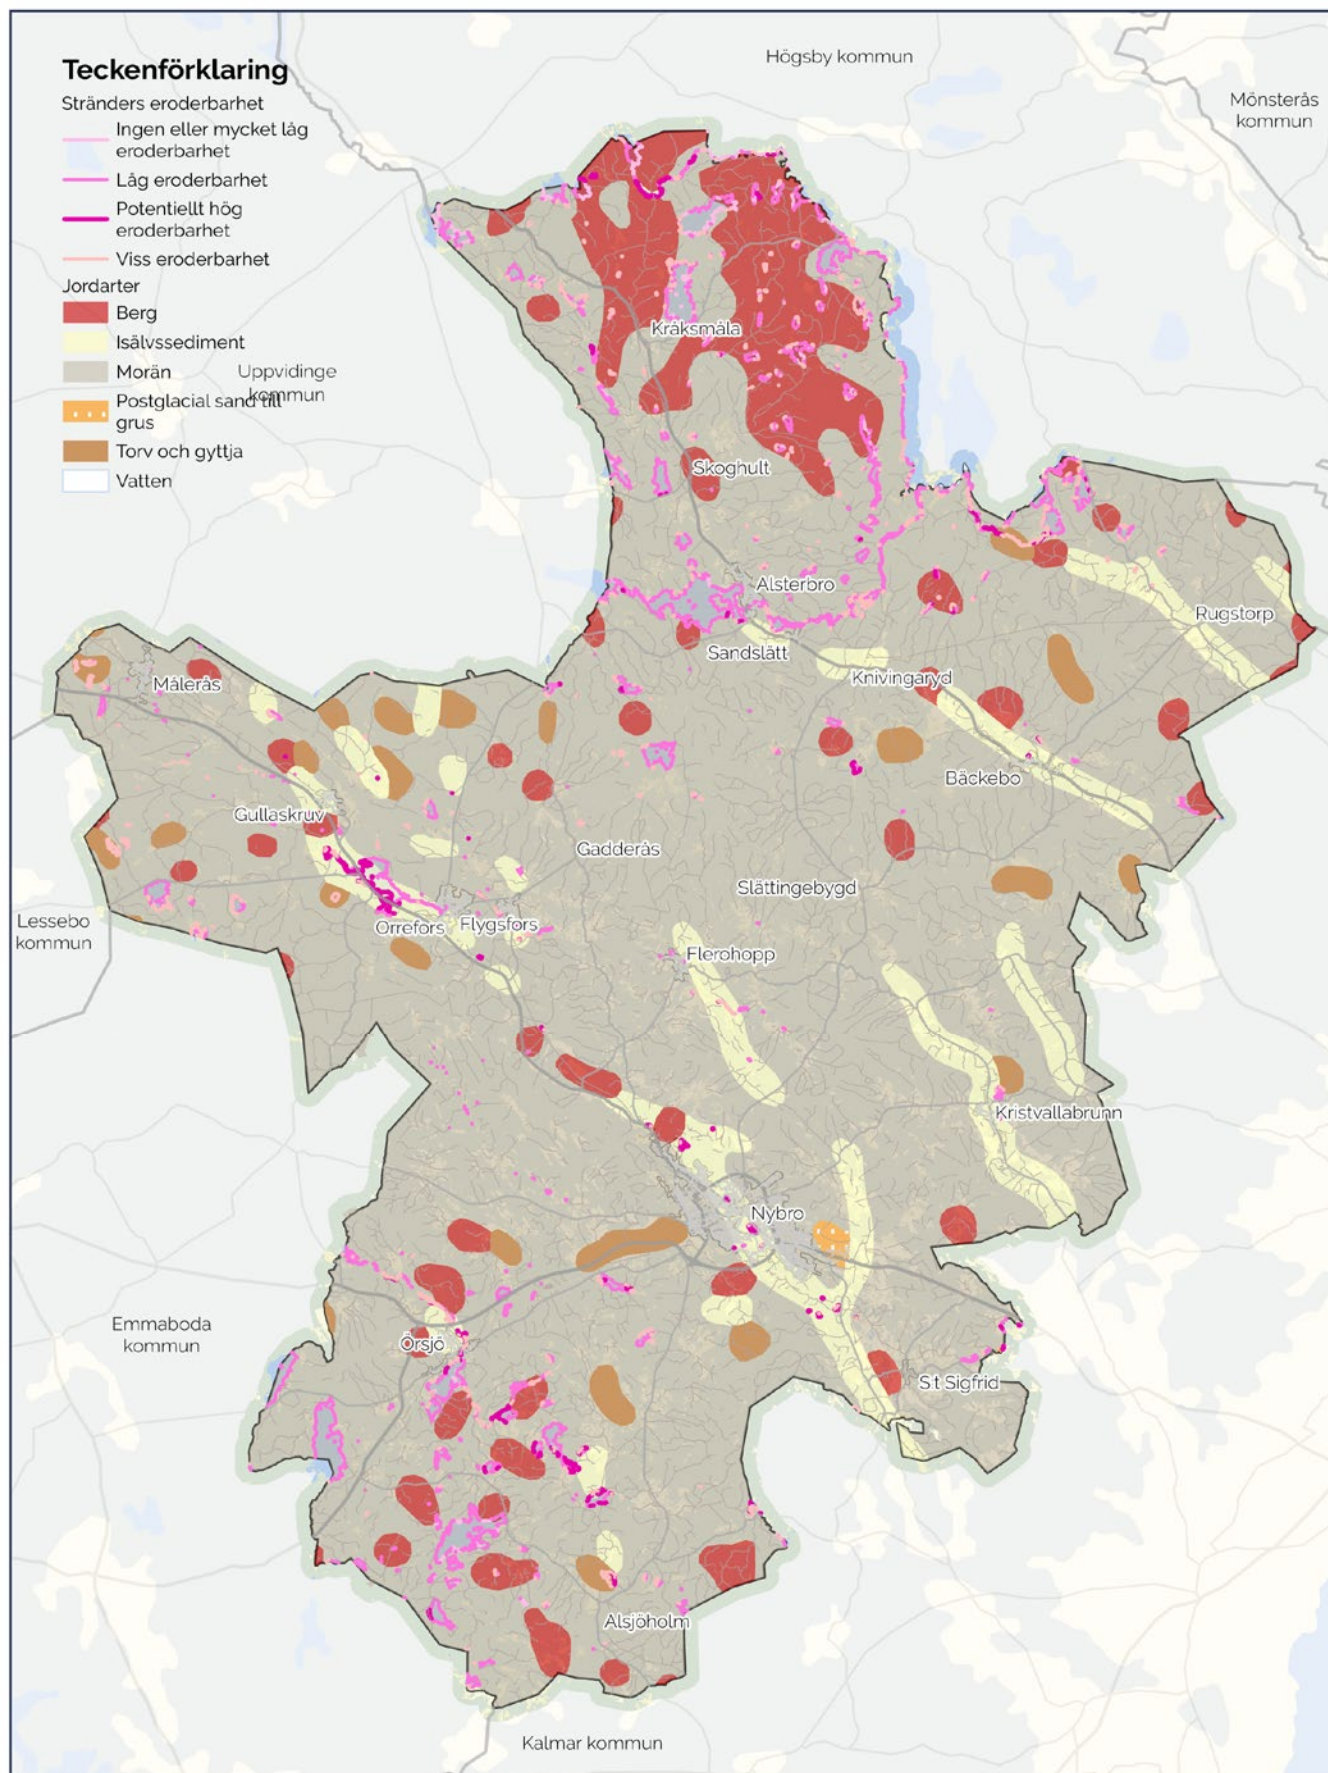 Teckenförklaring
Stränders eroderbarhet
Ingen eller mycket låg
eroderbarhet
Låg eroderbarhet
Potentiellt hög
eroderbarhet
Viss eroderbarhet
Jordarter
Berg
Isälvssediment
Morän
Postglacial sand till
grus
Torv och gyttja
Vatten
Högsby kommun
Mönsterås
kommun
Uppvidinge
kommun
Kråksmåla
Skoghult
Alsterbro
Rugstorp
Sandslätt
Knivingaryd
Målerås
Bäckebo
Gullaskruv
Gadderås
Slättingebygd
Lessebo
kommun
Orrefors
Flygsfors
Flerohopp
Kristvallabrunn
Nybro
Emmaboda
kommun
Örsjö
S:t Sigfrid
Alsjöholm
Kalmar kommun